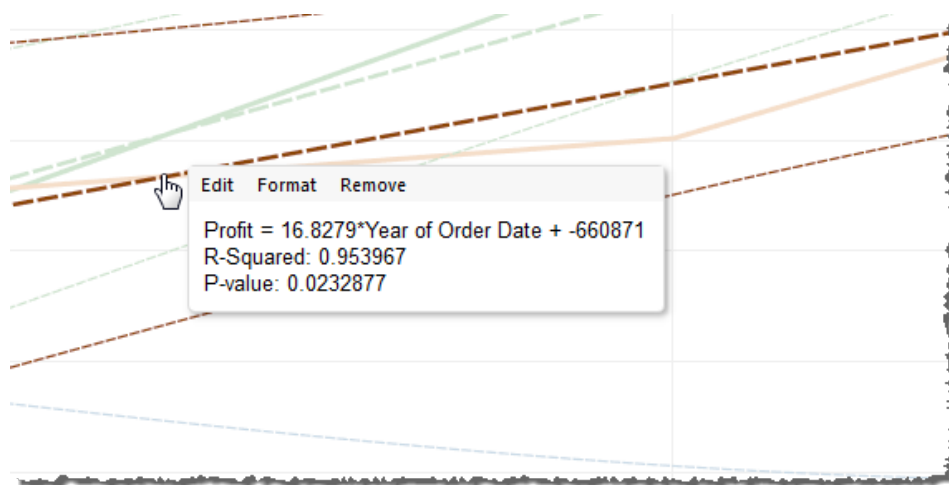 Edit Format Remove
Profit = 16.8279*Year of Order Date + -660871
R-Squared: 0.953967
P-value: 0.0232877